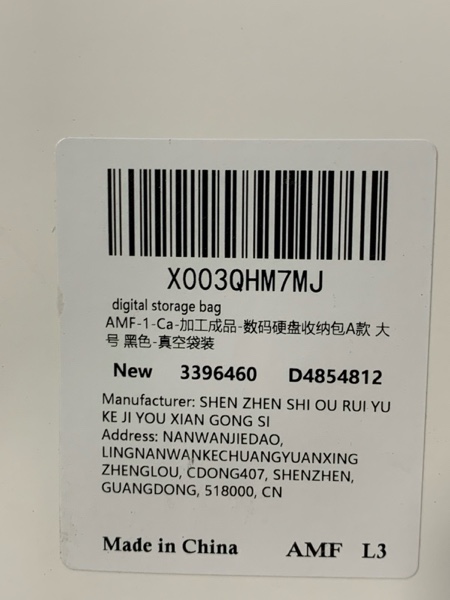 X003QHM7MJ
digital storage bag
AMF-1-Ca-加工成品-数码硬盘收纳包A款 大
号 黑色-真空袋装
New 3396460 D4854812
Manufacturer: SHEN ZHEN SHI OU RUI YU
KE JI YOU XIAN GONG SI
Address: NANWANJIEDAO,
LINGNANWANKECHUANGYUANXING
ZHENGLOU, CDONG407, SHENZHEN,
GUANGDONG, 518000, CN
Made in China AMF L3